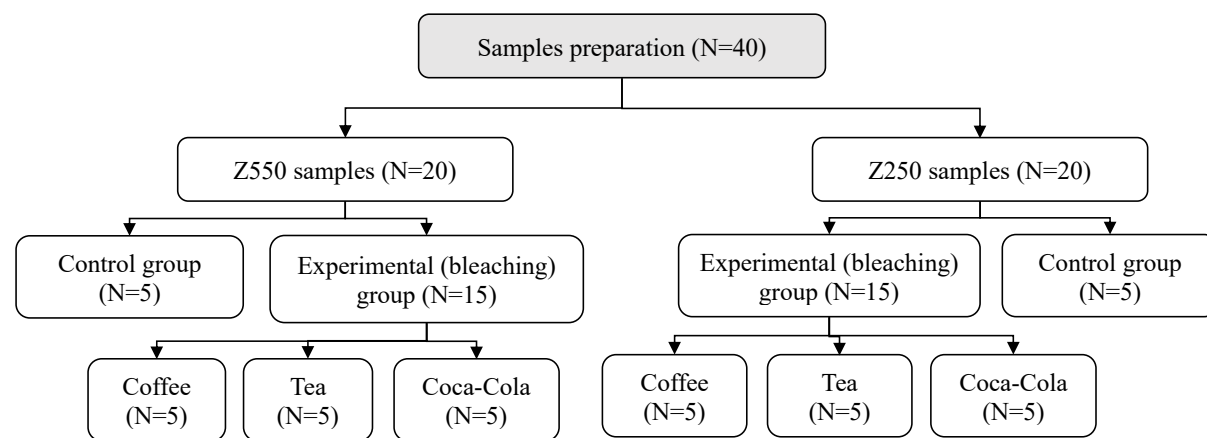 Samples preparation (N=40)
Z550 samples (N=20)
Z250 samples (N=20)
Control group
(N=5)
Experimental (bleaching)
group (N=15)
Experimental (bleaching)
group (N=15)
Control group
(N=5)
Coffee
(N=5)
Tea
(N=5)
Coca-Cola
(N=5)
Coffee
(N=5)
Tea
(N=5)
Coca-Cola
(N=5)